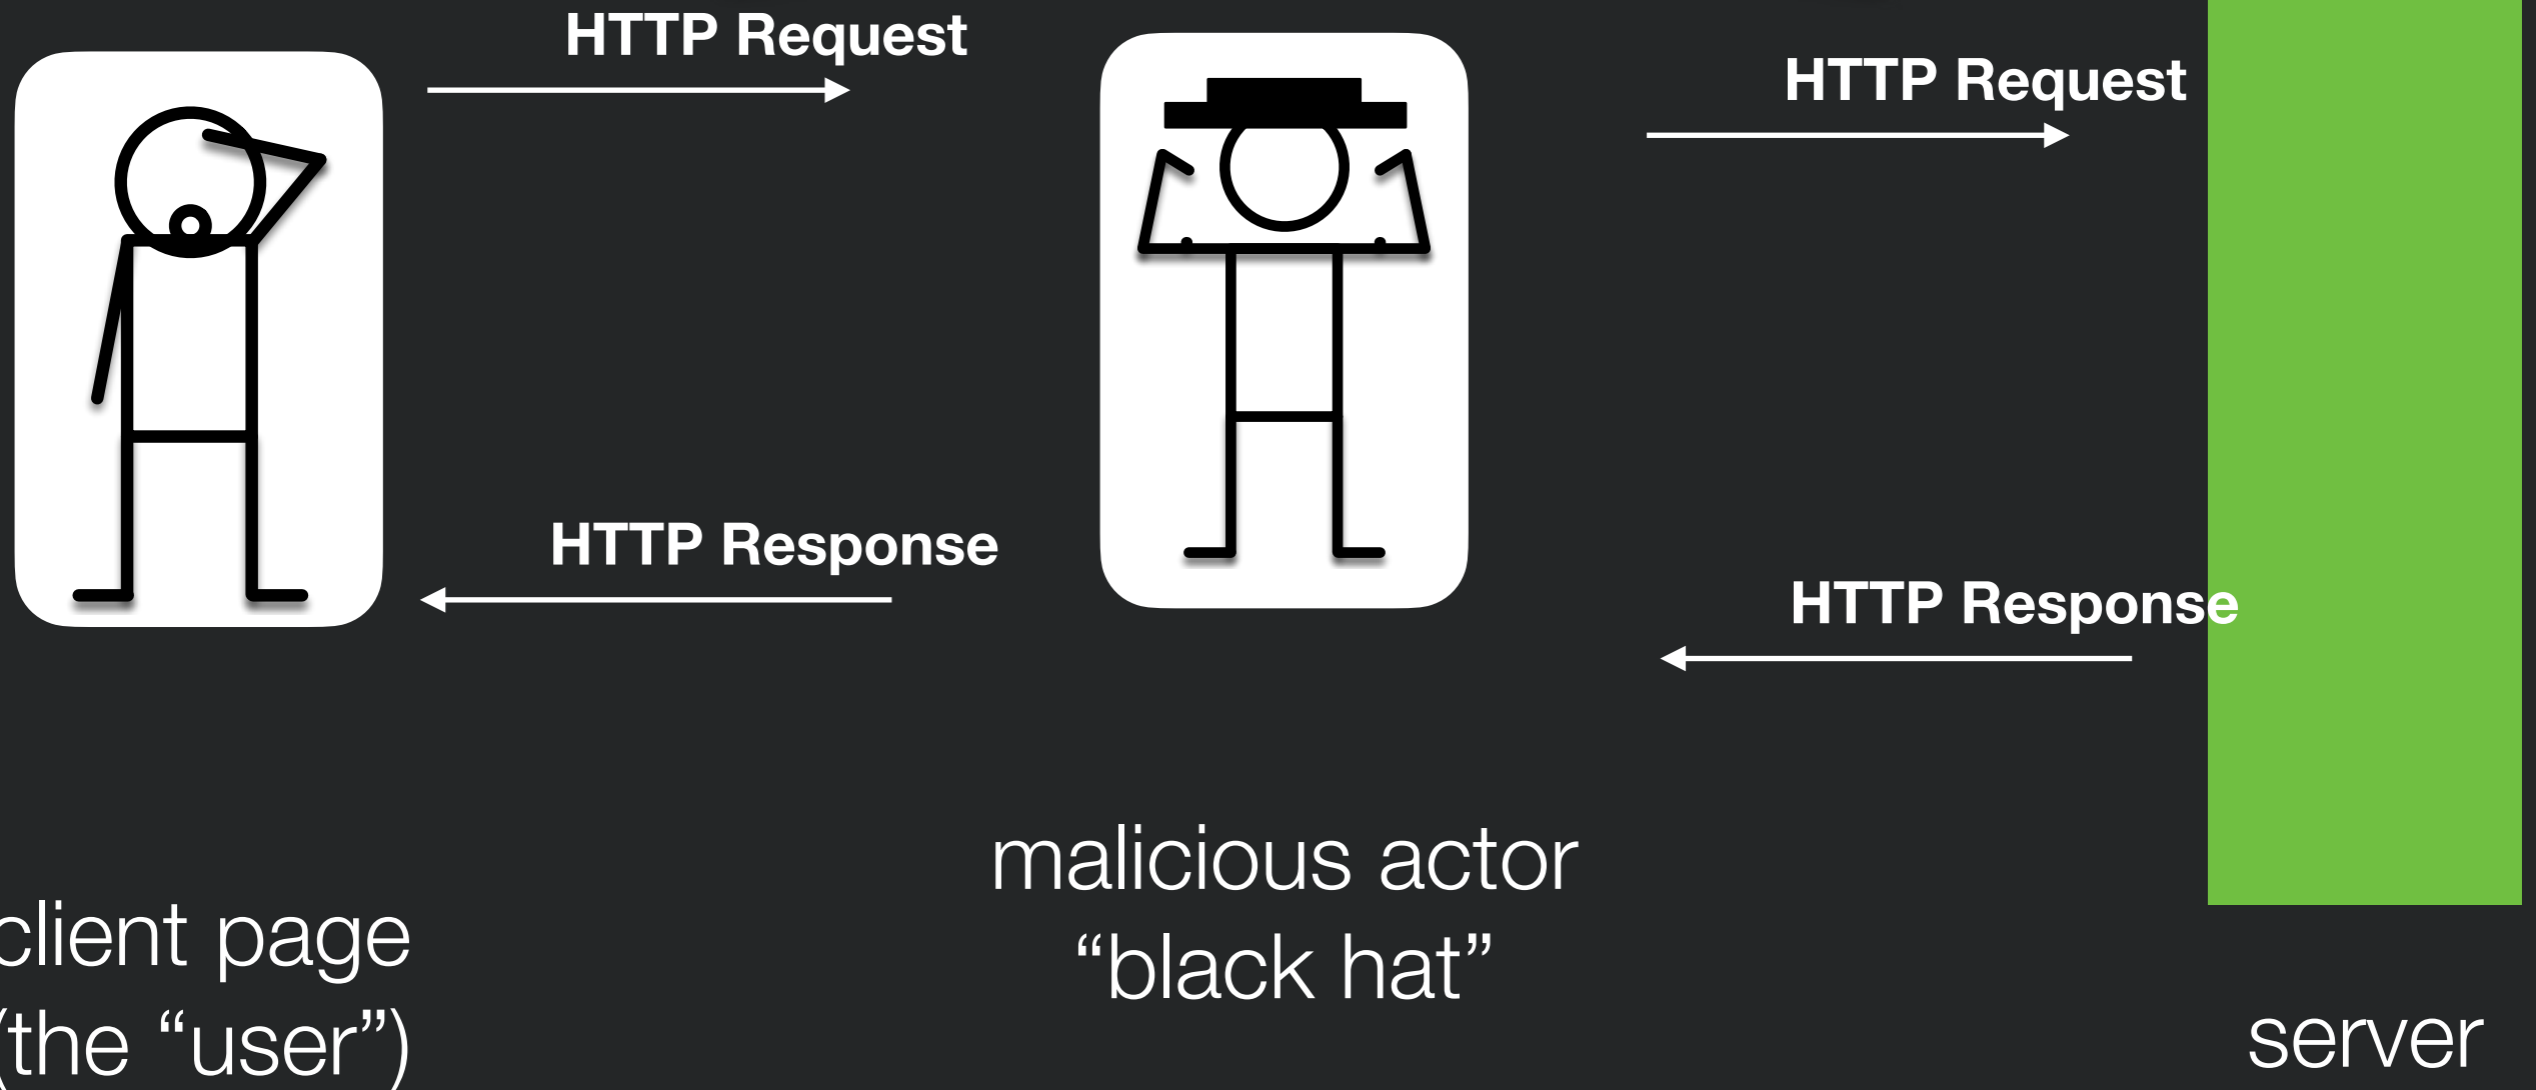 HTTP Request
HTTP Request
HTTP Response
HTTP Response
malicious actor
“black hat”
client page
(the “user”)
server